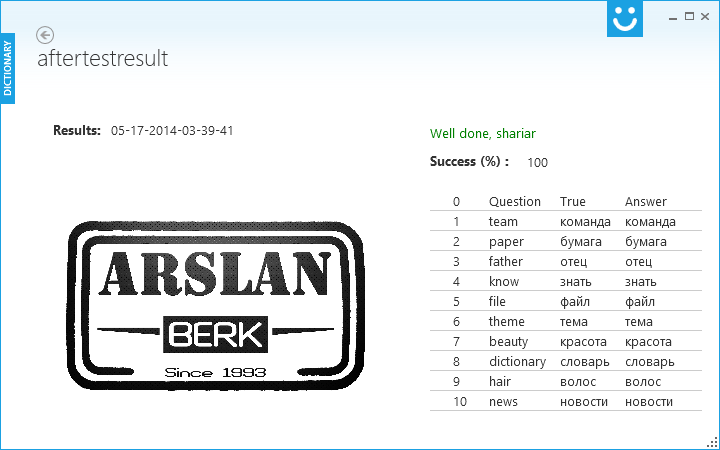 DICTIONARY
aftertestresult
Results: 05-17-2014-03-39-41
ARSLAN
BERK
Since 1993
Well done, shariar
Success (%) : 100
0 Question True Answer
1 team команда команда
2 paper бумага бумага
3 father отец отец
4 know знать знать
5 file файл файл
6 theme тема тема
7 beauty красота красота
8 dictionary словарь словарь
9 hair волос волос
10 news новости новости